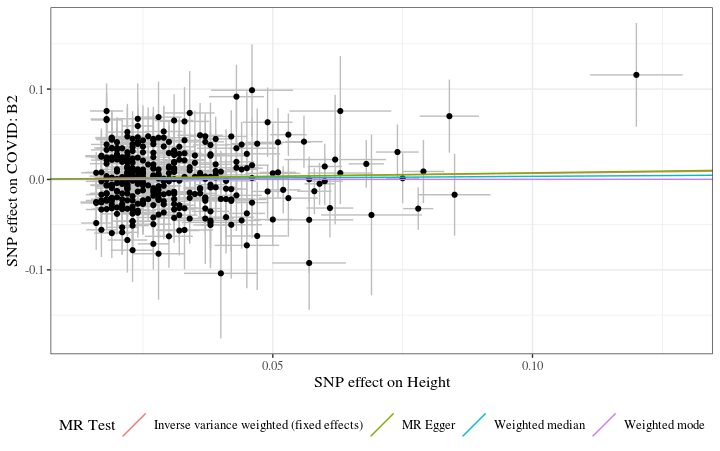 SNP effect on COVID: B2
0.1
0.0
-0.1
0.05 0.10
SNP effect on Height
MR Test Inverse variance weighted (fixed effects) MR Egger Weighted median Weighted mode